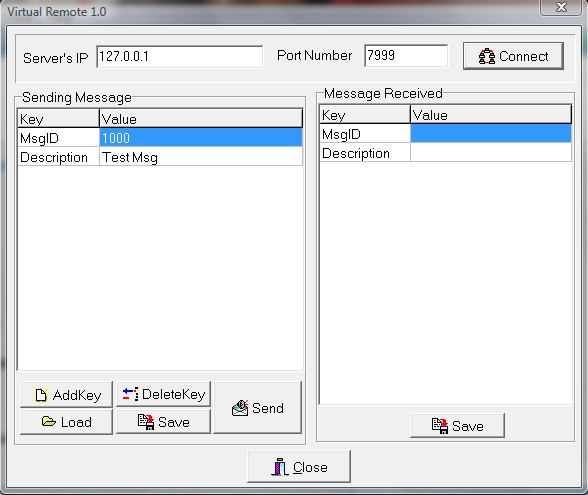 Virtual Remote 1.0
Server's IP 127.0.0.1 Port Number 7999 Connect
Sending Message
Key Value
MsgID 1000
Description Test Msg
AddKey DeleteKey
Load Save
Send
Message Received
Key Value
MsgID
Description
Save
Close